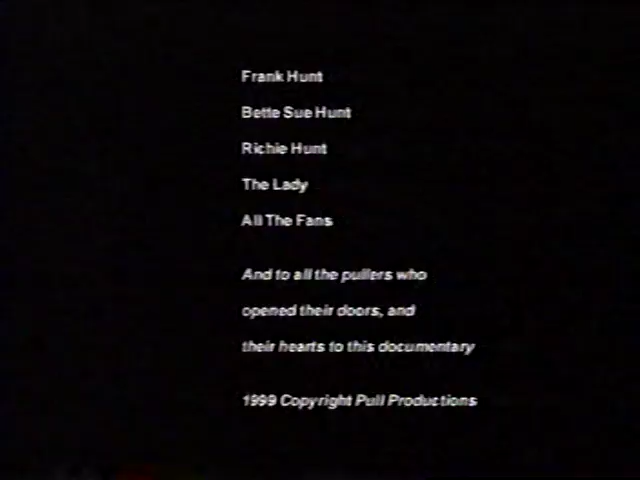 Frank Hunt
Bette Sue Hunt
Richie Hunt
The Lady
All The Fans
And to all the pullers who
opened their doors, and
their hearts to this documentary
1999 Copyright Pull Productions